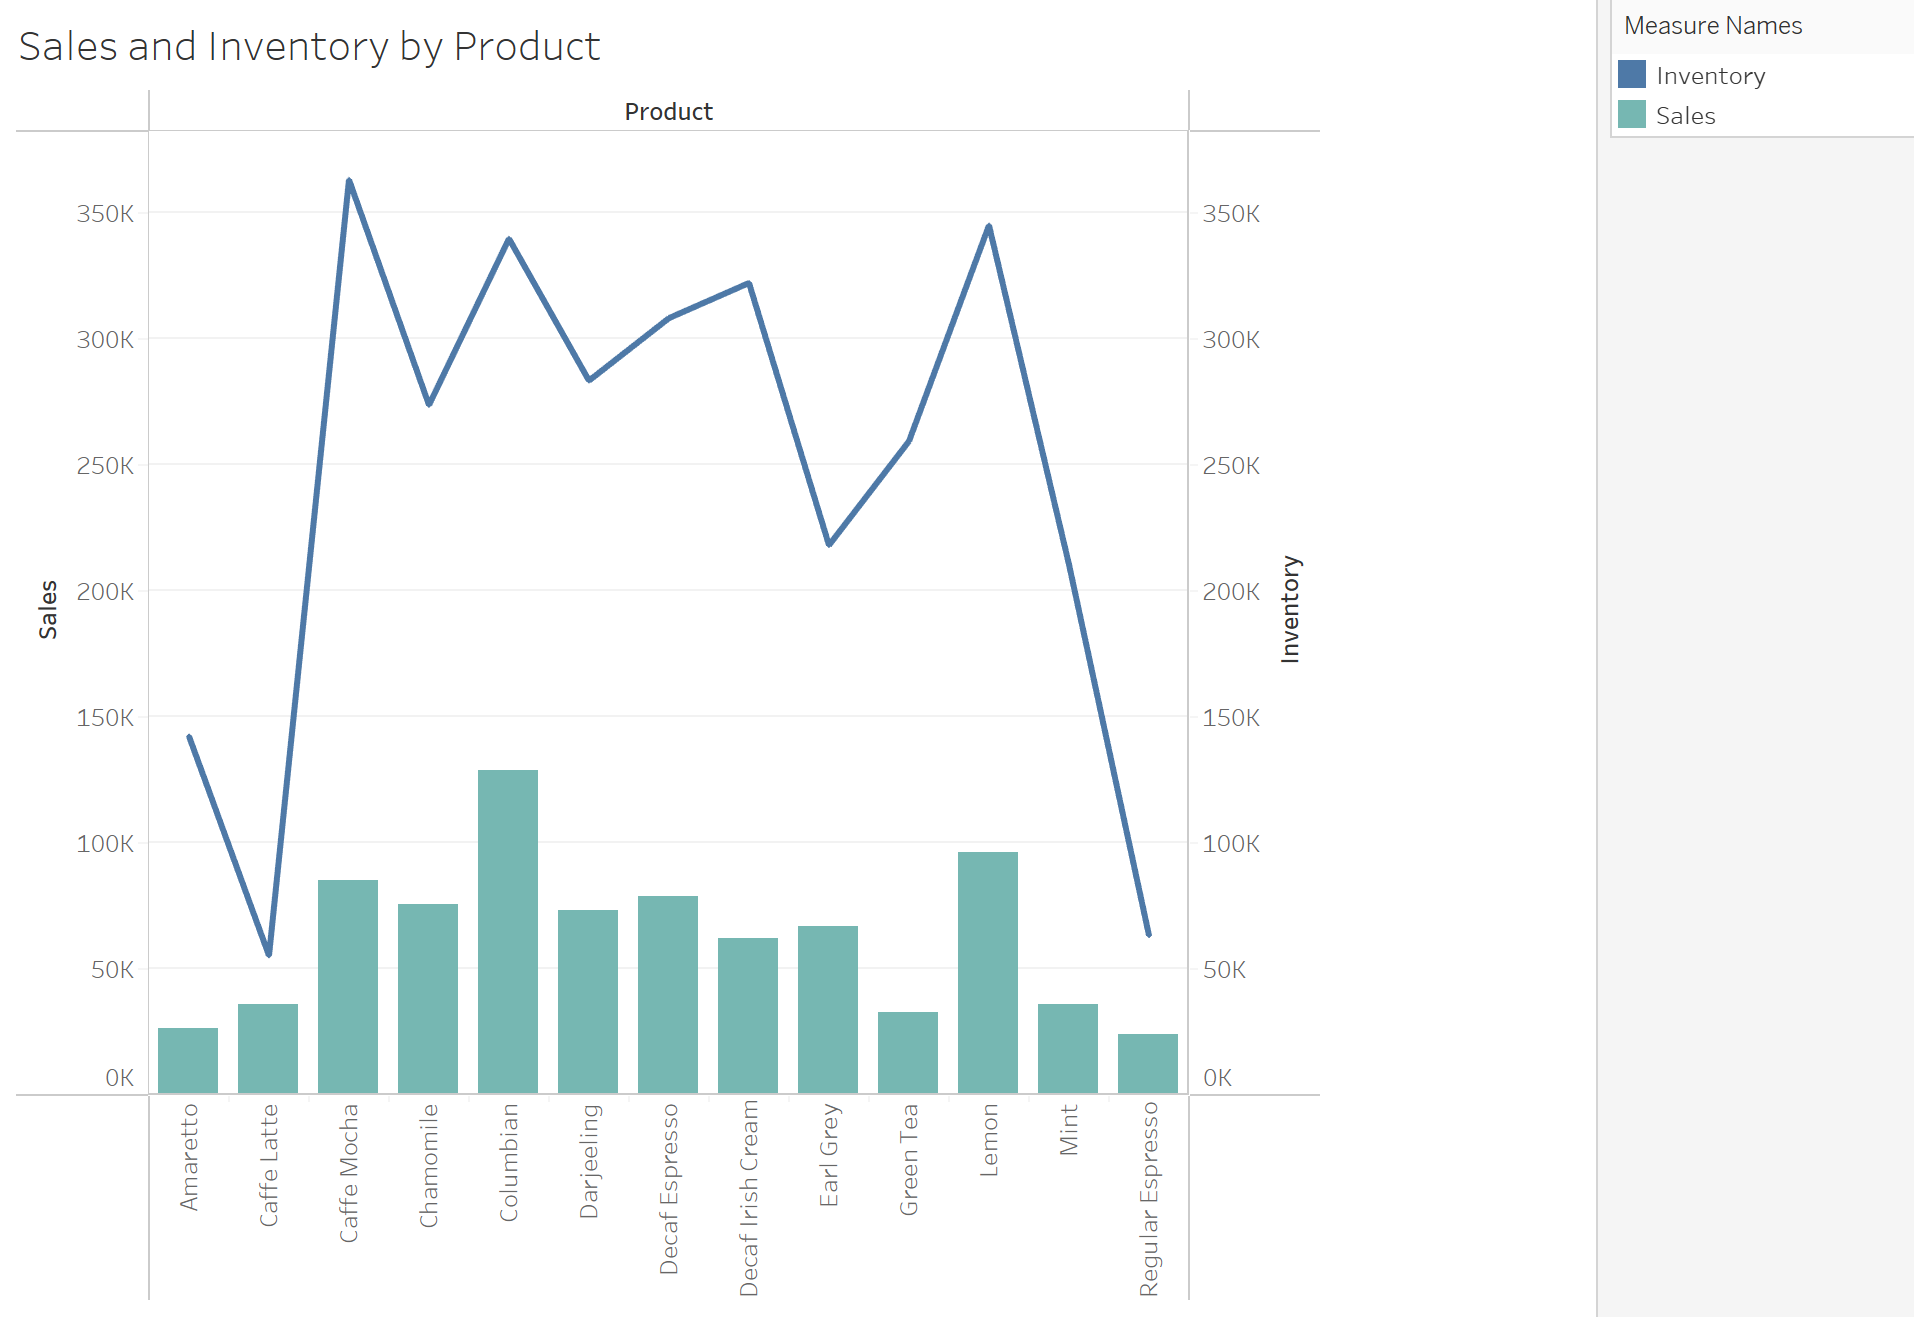 Sales and Inventory by Product
Measure Names
Inventory
Sales
Product
350K
300K
250K
200K
150K
100K
50K
0K
Sales
350K
300K
250K
200K
150K
100K
50K
0K
Inventory
Amaretto
Caffe Latte
Caffe Mocha
Chamomile
Columbian
Darjeeling
Decaf Espresso
Decaf Irish Cream
Earl Grey
Green Tea
Lemon
Mint
Regular Espresso